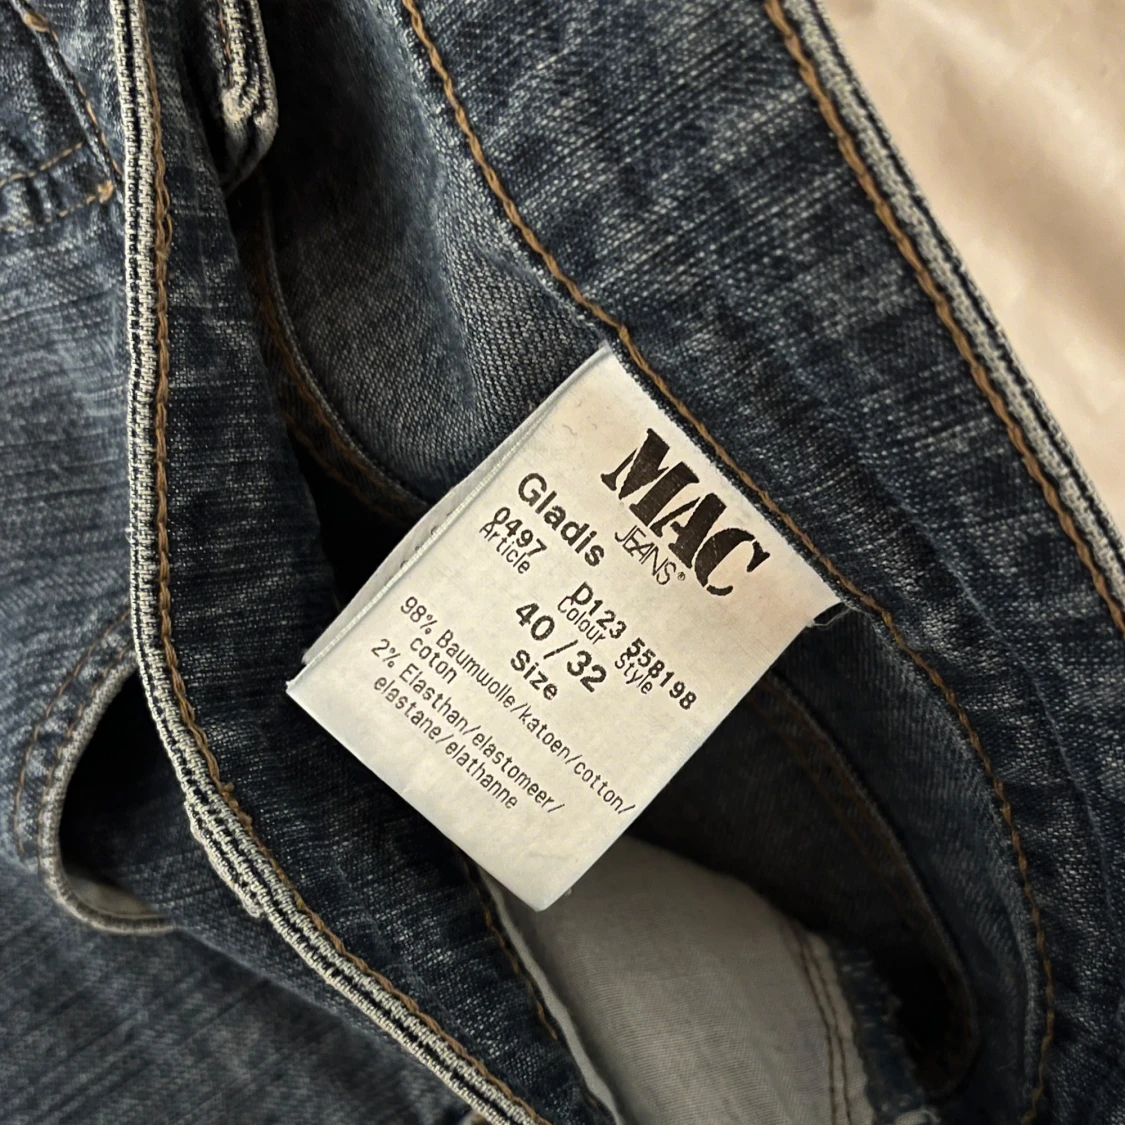 MAC
JEANS®
Gladis
0497 D123 558198
Article Colour Style
40/32
Size
98% Baumwolle/katoen/cotton/
coton
2% Elasthan/elastomeer/
elastane/elathanne